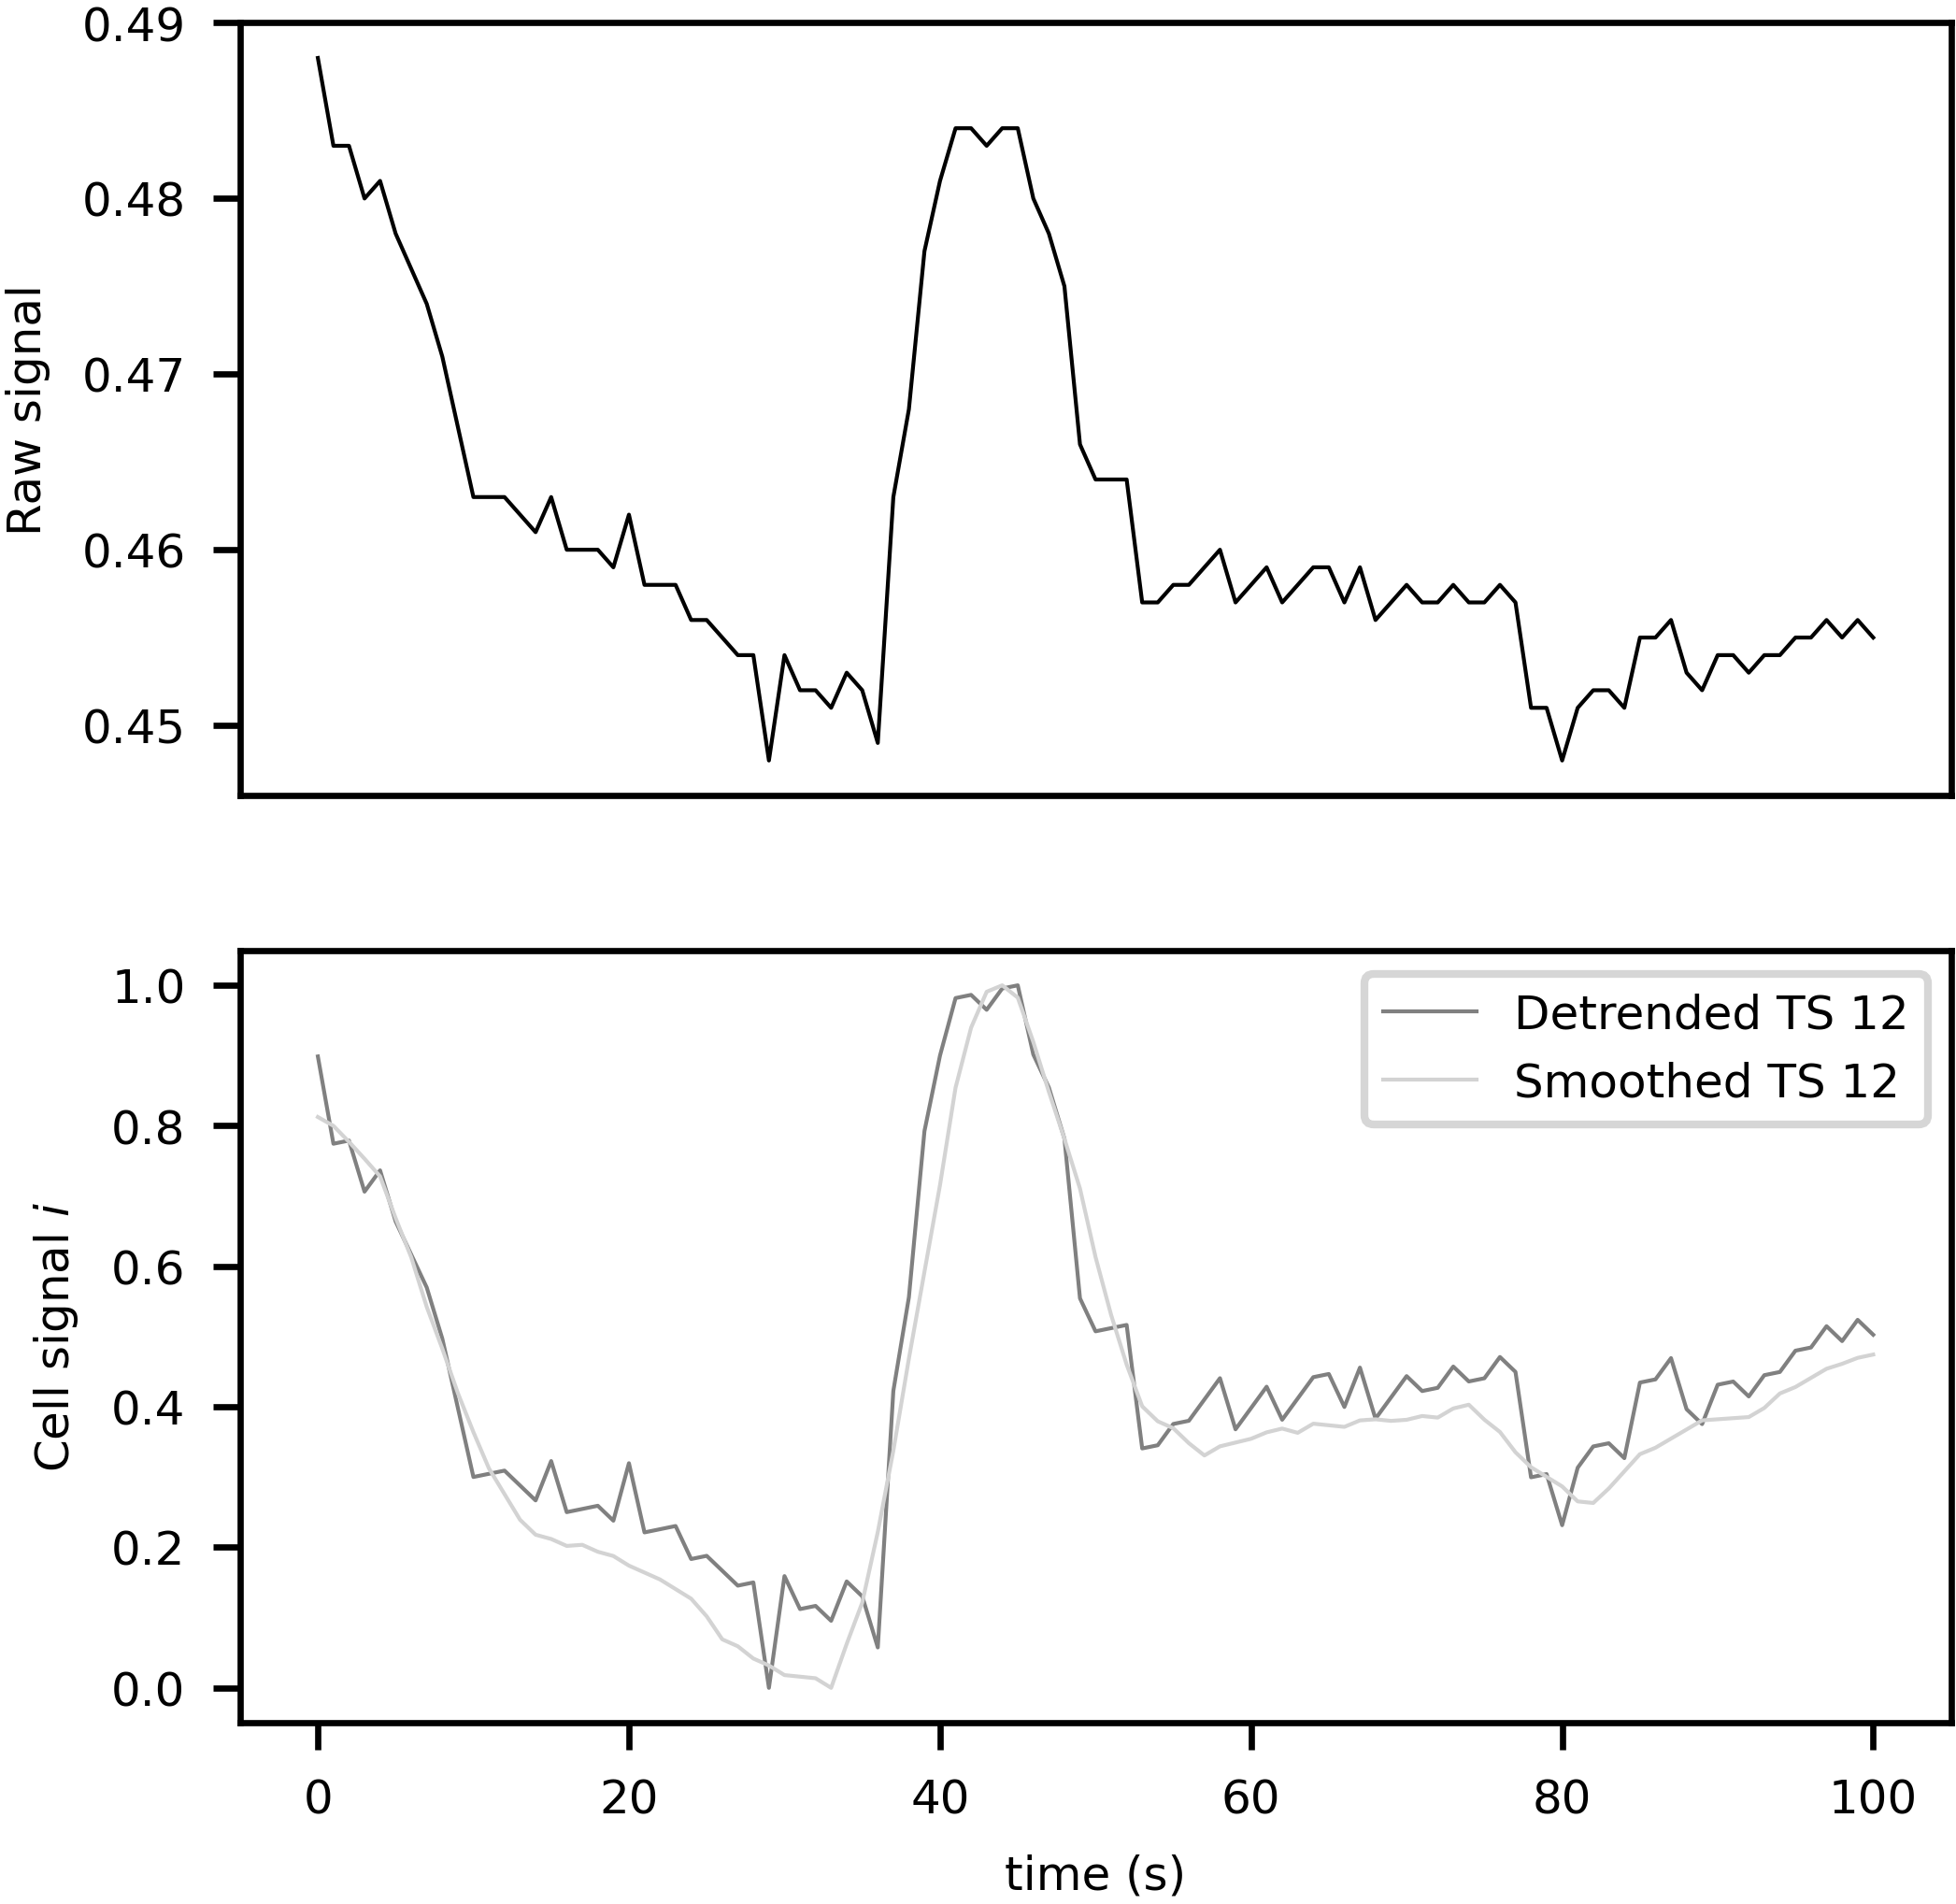 0.49
0.48
0.47
0.46
0.45
Raw signal
1.0
0.8
0.6
0.4
0.2
0.0
Cell signal i
Detrended TS 12
Smoothed TS 12
0 20 40 60 80 100
time (s)